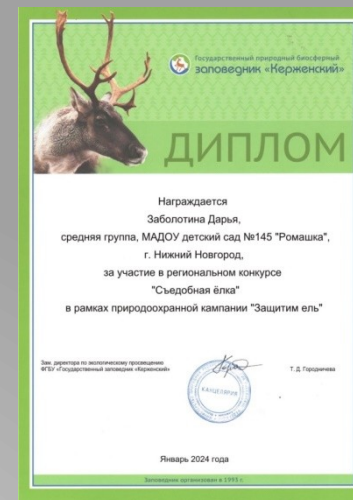 Государственный природный биосферный
заповедник «Керженский»
ДИПЛОМ
Награждается
Заболотина Дарья,
средняя группа, МАДОУ детский сад №145 "Ромашка",
г. Нижний Новгород,
за участие в региональном конкурсе
"Съедобная ёлка"
в рамках природоохранной кампании "Защитим ель"
Зам. директора по экологическому просвещению
ФГБУ «Государственный заповедник «Керженский»
Т. Д. Городничева
КАНЦЕЛЯРИЯ
Январь 2024 года
Заповедник организован в 1993 г